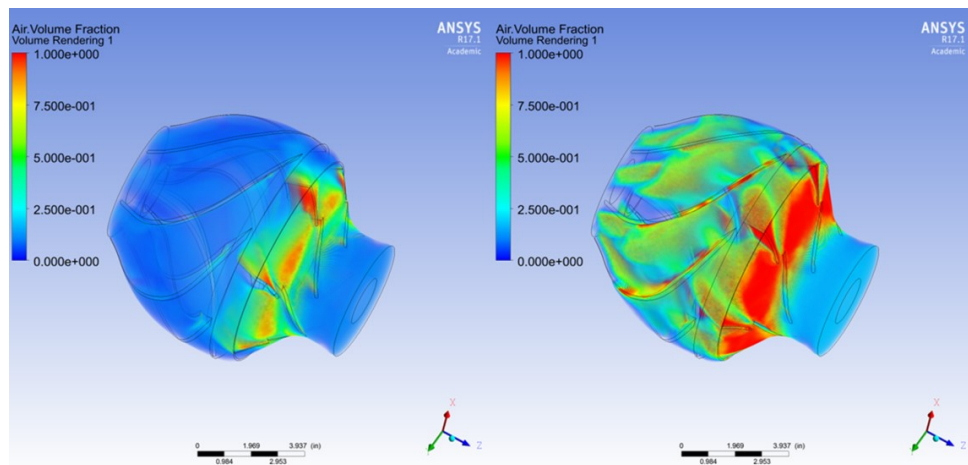 Air.Volume Fraction
Volume Rendering 1
1.000e+000
7.500e-001
5.000e-001
2.500e-001
0.000e+000
ANSYS
R17.1
Academic
X
Z
0 1.969 3.937 (in)
0.984 2.953
Air.Volume Fraction
Volume Rendering 1
1.000e+000
7.500e-001
5.000e-001
2.500e-001
0.000e+000
ANSYS
R17.1
Academic
X
Z
0 1.969 3.937 (in)
0.984 2.953